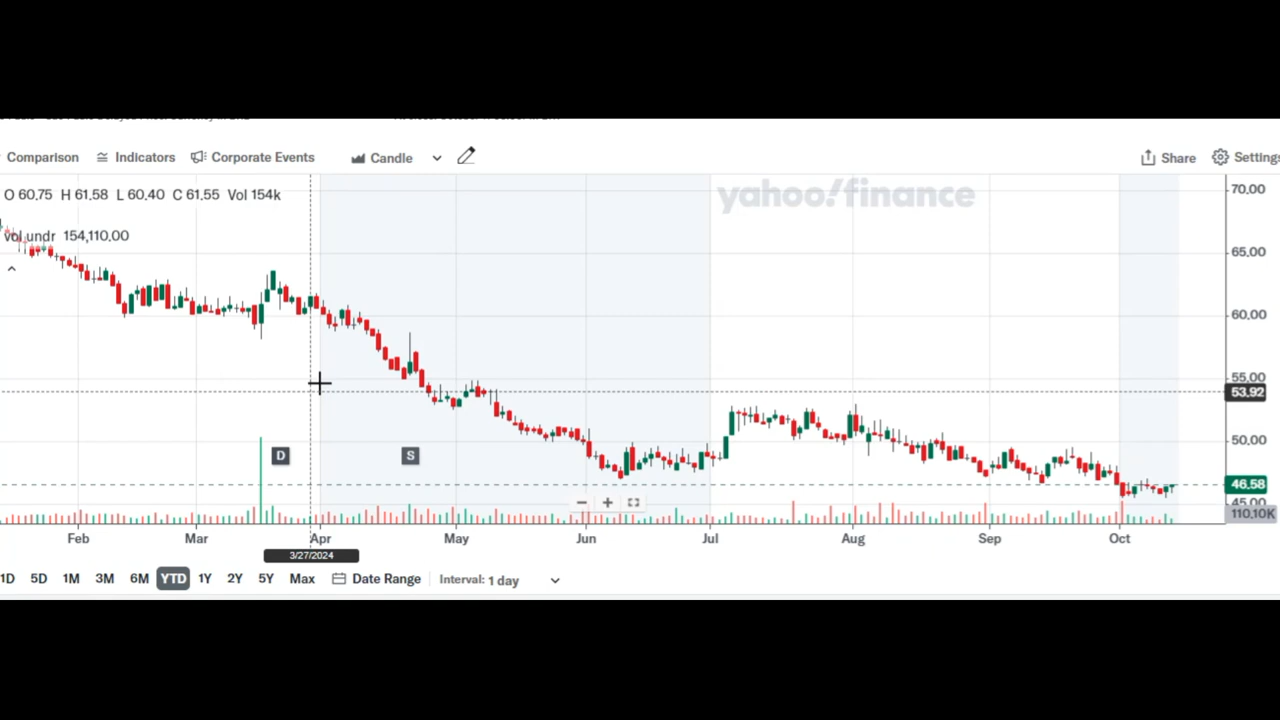 Comparison Indicators Corporate Events Candle Share Settings
O 60.75 H 61.58 L 60.40 C 61.55 Vol 154k
yahoo!finance
vol undr 154,110.00
70.00
65.00
60.00
55.00
53.92
50.00
46.58
45.00
110.10K
D S
Feb Mar Apr May Jun Jul Aug Sep Oct
3/27/2024
1D 5D 1M 3M 6M YTD 1Y 2Y 5Y Max Date Range Interval: 1 day